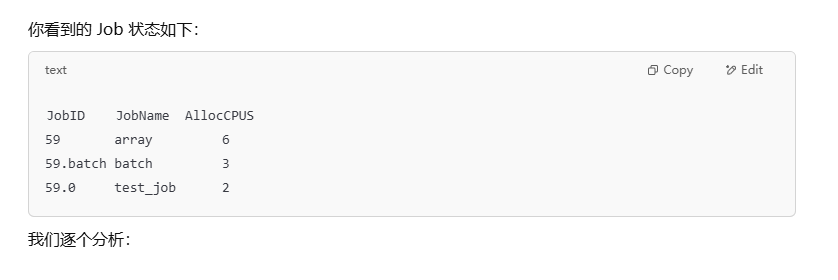 你看到的 Job 状态如下：
text Copy Edit
JobID JobName AllocCPUS
59 array 6
59.batch batch 3
59.0 test_job 2
我们逐个分析：